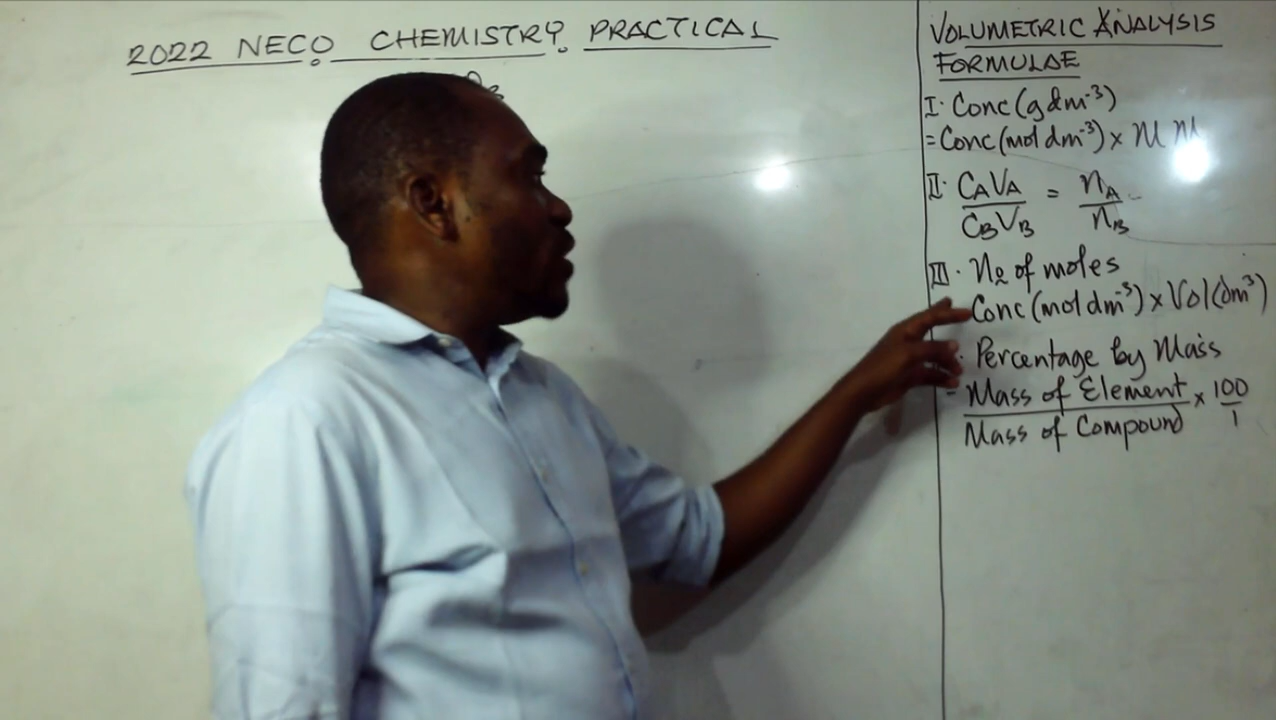 2022 NECO CHEMISTRY PRACTICAL
VOLUMETRIC ANALYSIS
FORMULAE
I. Conc (g dm⁻³)
= Conc (mol dm⁻³) × M M
II. CAVA / CBVB = nA / nB
III. No of moles
Conc (mol dm⁻³) × Vol (dm³)
Percentage by Mass
= Mass of Element / Mass of Compound × 100 / 1